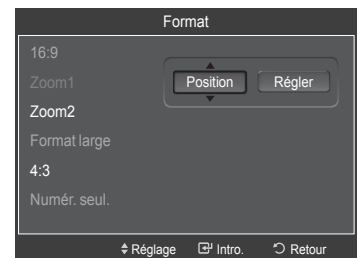 Format
16:9
Zoom1
Position Régler
Zoom2
Format large
4:3
Numér. seul.
Réglage Intro. Retour